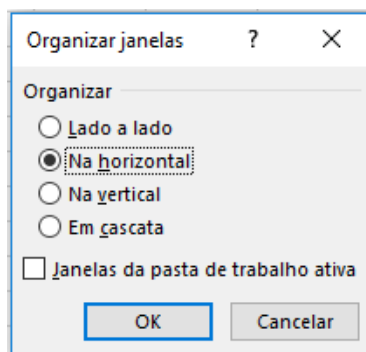 Organizar janelas ? ✕
Organizar
Lado a lado
Na horizontal
Na vertical
Em cascata
Janelas da pasta de trabalho ativa
OK Cancelar